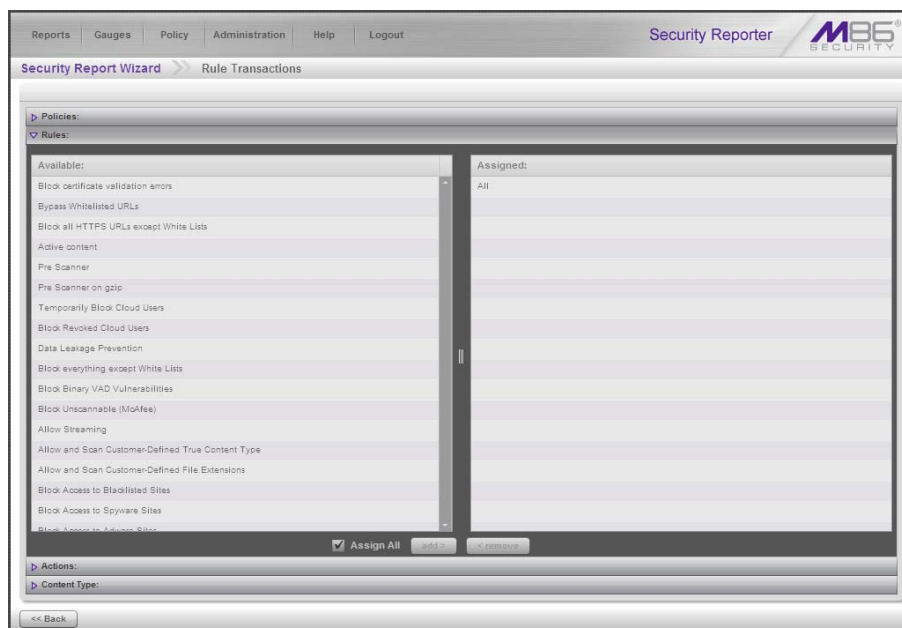 Reports Gauges Policy Administration Help Logout Security Reporter M86® SECURITY
Security Report Wizard Rule Transactions
Policies:
Rules:
Available: Assigned:
Block certificate validation errors All
Bypass Whitelisted URLs
Block all HTTPS URLs except White Lists
Active content
Pre Scanner
Pre Scanner on gzip
Temporarily Block Cloud Users
Block Revoked Cloud Users
Data Leakage Prevention
Block everything except White Lists
Block Binary VAD Vulnerabilities
Block Unscannable (McAfee)
Allow Streaming
Allow and Scan Customer-Defined True Content Type
Allow and Scan Customer-Defined File Extensions
Block Access to Blacklisted Sites
Block Access to Spyware Sites
Block Access to Adware Sites
Assign All add > < remove
Actions:
Content Type:
<< Back